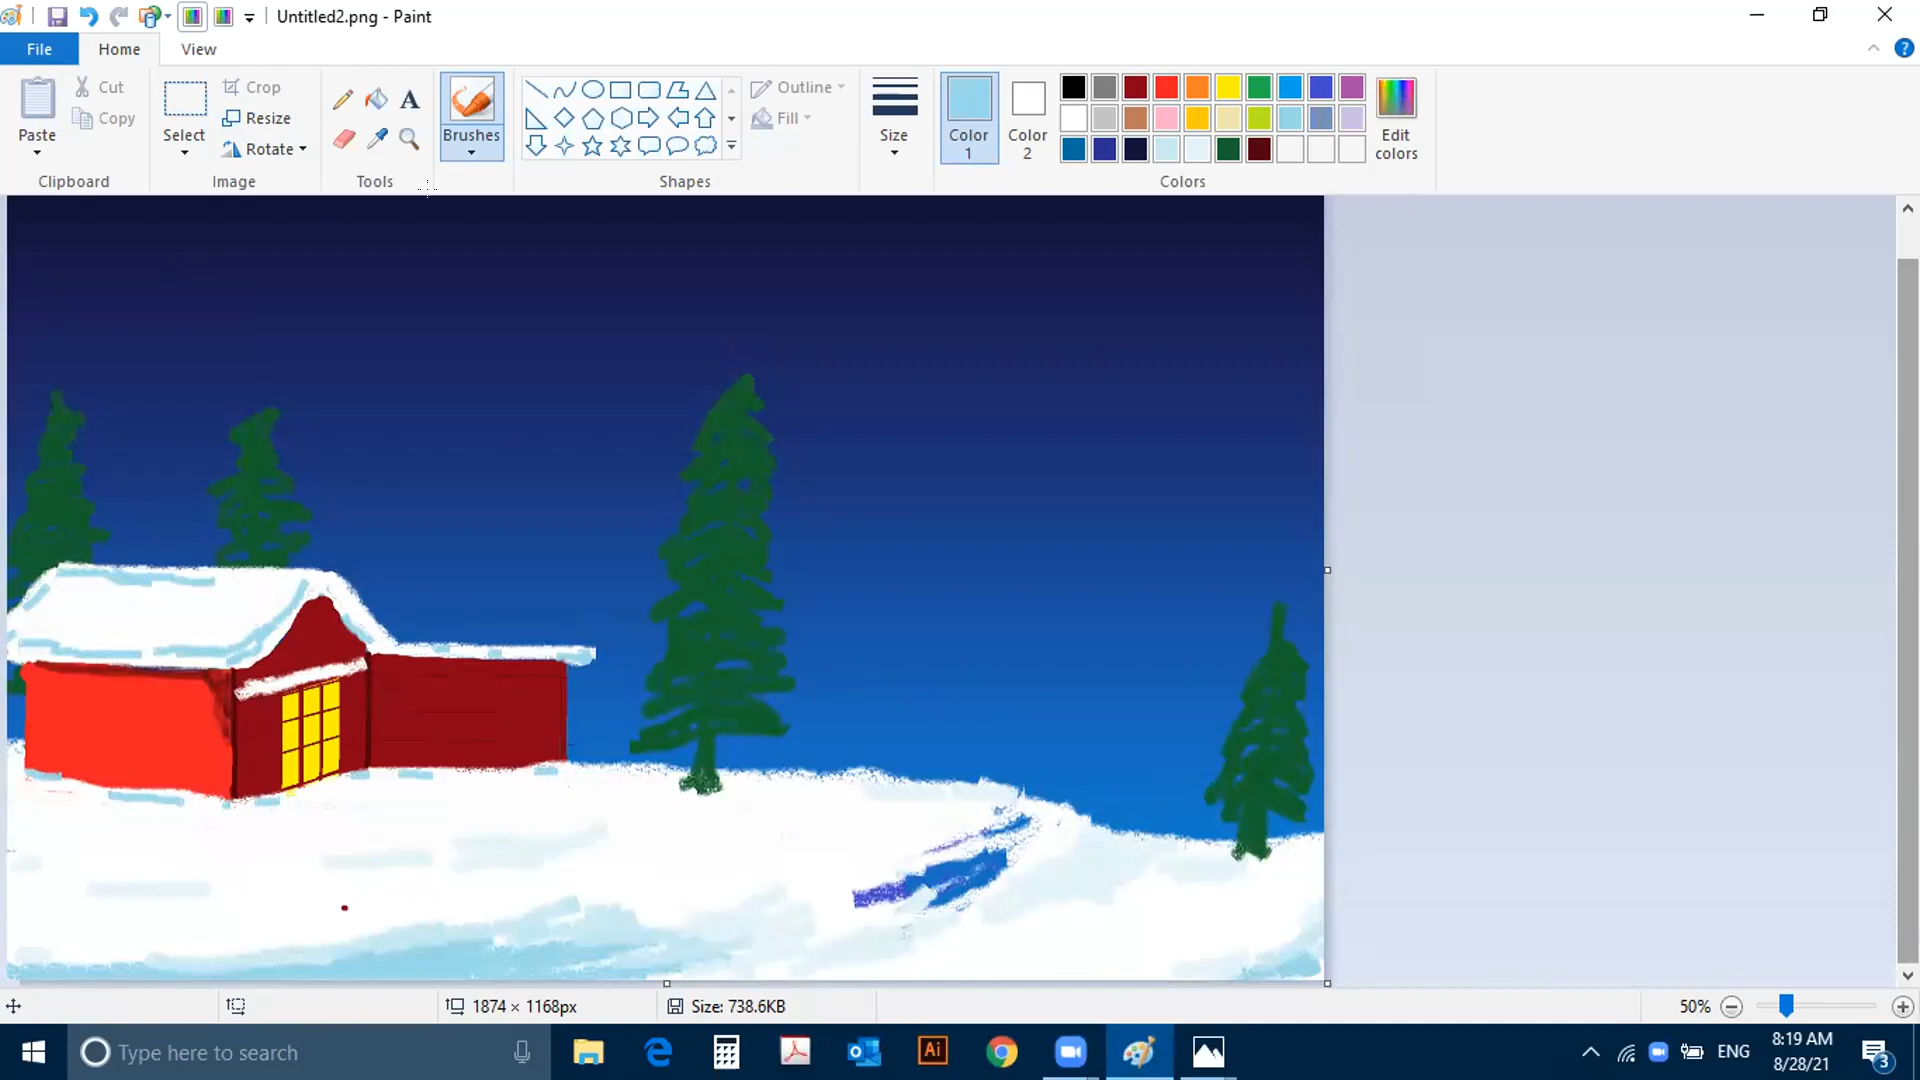 Untitled2.png - Paint
File Home View
Paste
Cut
Copy
Clipboard
Select
Crop
Resize
Rotate
Image
A
Tools
Brushes
Shapes
Outline
Fill
Size
Color 1
Color 2
Edit colors
Colors
1874 × 1168px
Size: 738.6KB
50%
Type here to search
Ai
ENG
8:19 AM
8/28/21
3